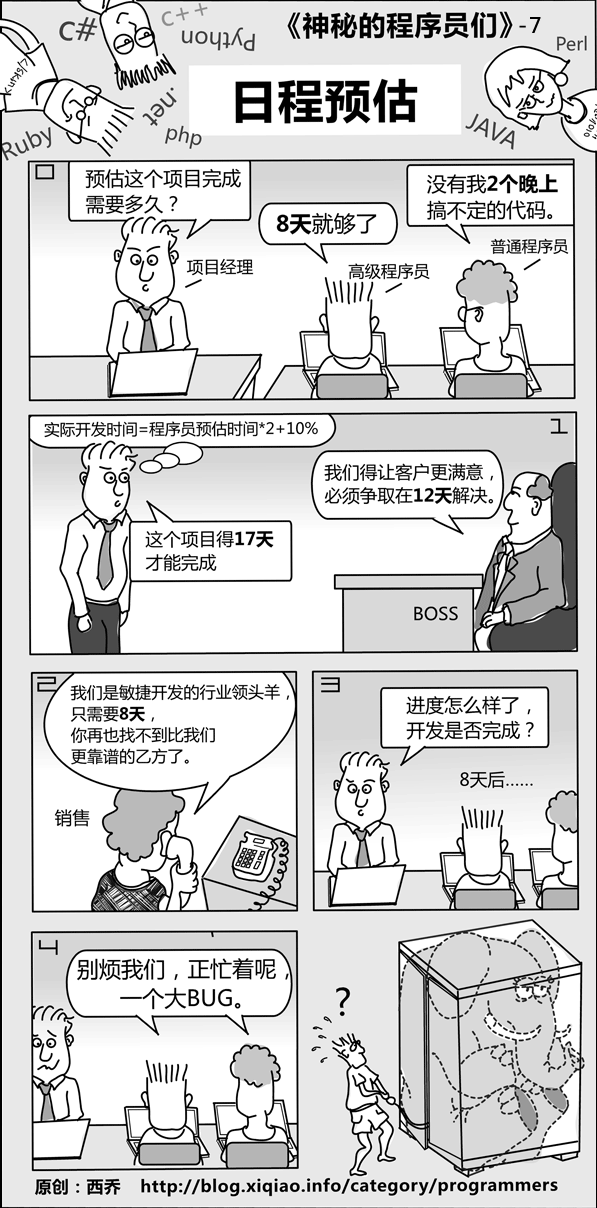 《神秘的程序员们》-7
C#
C++
Python
Perl
.net
php
Ruby
JAVA
日程预估
0
预估这个项目完成
需要多久？
项目经理
8天就够了
高级程序员
没有我2个晚上
搞不定的代码。
普通程序员
1
实际开发时间=程序员预估时间*2+10%
这个项目得17天
才能完成
我们得让客户更满意，
必须争取在12天解决。
BOSS
2
我们是敏捷开发的行业领头羊，
只需要8天，
你再也找不到比我们
更靠谱的乙方了。
销售
3
进度怎么样了，
开发是否完成？
8天后……
4
别烦我们，正忙着呢，
一个大BUG。
?
原创：西乔 http://blog.xiqiao.info/category/programmers